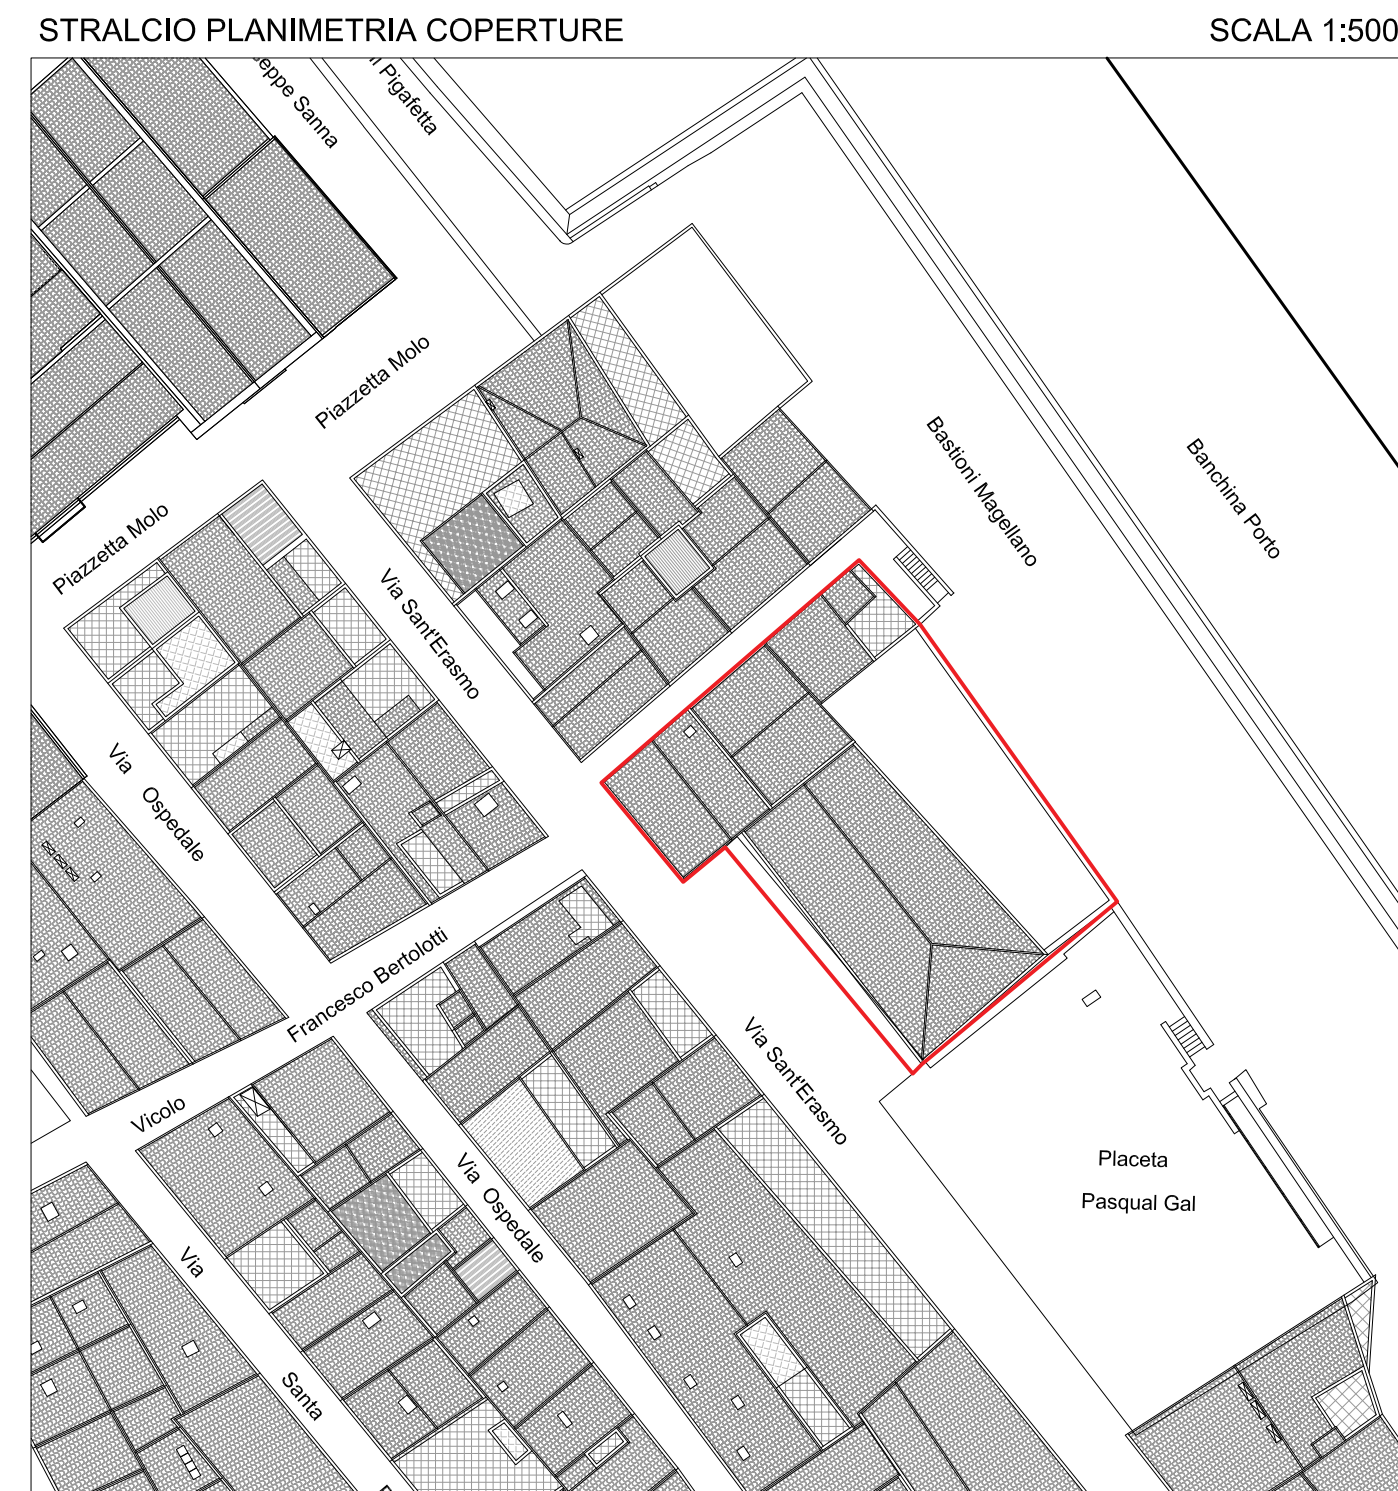 STRALCIO PLANIMETRIA COPERTURE
SCALA 1:500
eppe Sanna
Pigafetta
Piazzetta Molo
Piazzetta Molo
Bastioni Magellano
Banchina Porto
Via Sant'Erasmo
Via Ospedale
Francesco Bertolotti
Vicolo
Via Sant'Erasmo
Via Ospedale
Placeta
Pasqual Gal
Via
Santa